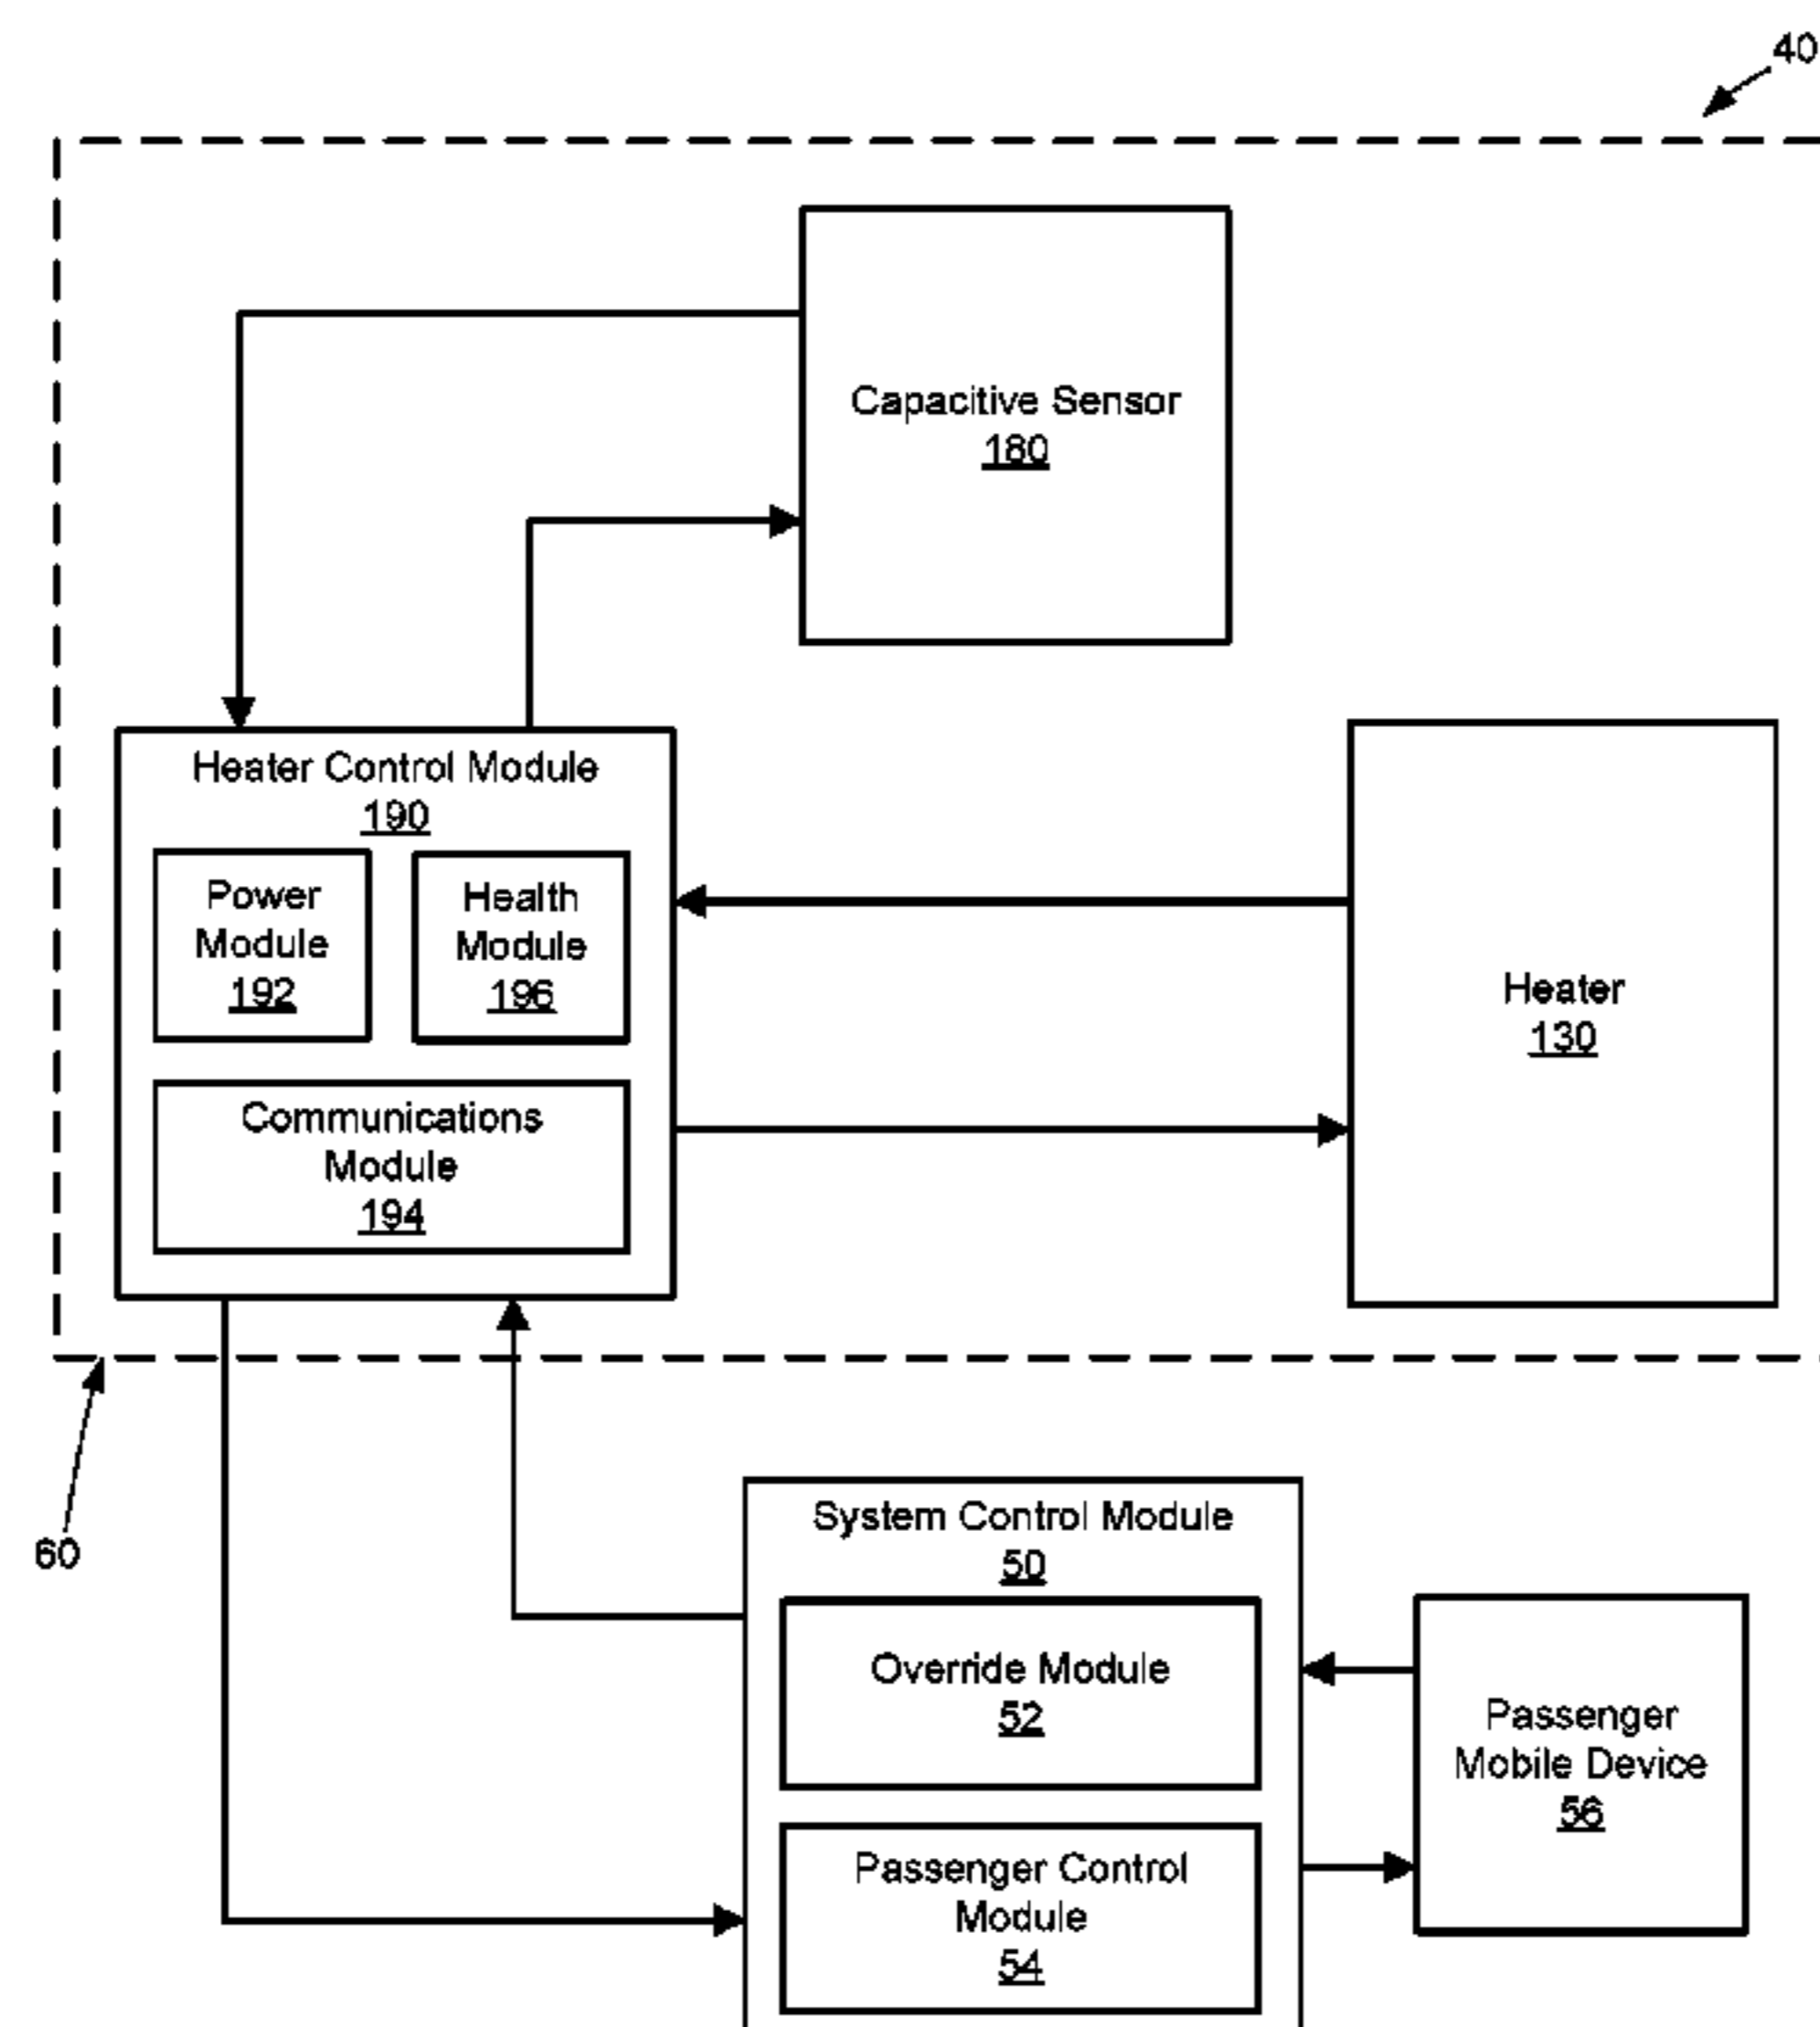 40
Capacitive Sensor
180
Heater Control Module
190
Power
Module
192
Health
Module
196
Communications
Module
194
Heater
130
60
System Control Module
50
Override Module
52
Passenger Control
Module
54
Passenger
Mobile Device
56